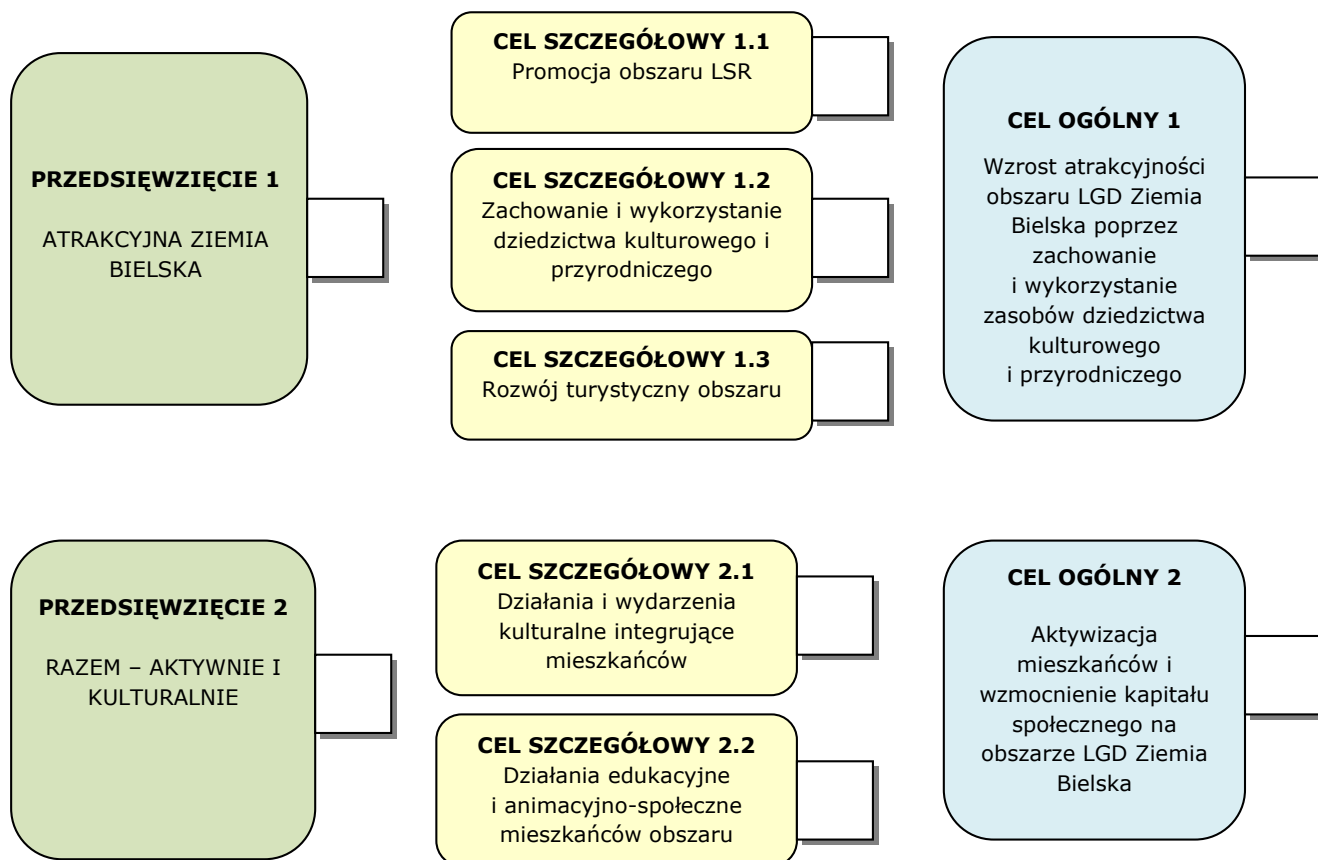 PRZEDSIĘWZIĘCIE 1
ATRAKCYJNA ZIEMIA
BIELSKA
CEL SZCZEGÓŁOWY 1.1
Promocja obszaru LSR
CEL SZCZEGÓŁOWY 1.2
Zachowanie i wykorzystanie
dziedzictwa kulturowego i
przyrodniczego
CEL SZCZEGÓŁOWY 1.3
Rozwój turystyczny obszaru
CEL OGÓLNY 1
Wzrost atrakcyjności
obszaru LGD Ziemia
Bielska poprzez
zachowanie
i wykorzystanie
zasobów dziedzictwa
kulturowego
i przyrodniczego
PRZEDSIĘWZIĘCIE 2
RAZEM – AKTYWNIE I
KULTURALNIE
CEL SZCZEGÓŁOWY 2.1
Działania i wydarzenia
kulturalne integrujące
mieszkańców
CEL SZCZEGÓŁOWY 2.2
Działania edukacyjne
i animacyjno-społeczne
mieszkańców obszaru
CEL OGÓLNY 2
Aktywizacja
mieszkańców i
wzmocnienie kapitału
społecznego na
obszarze LGD Ziemia
Bielska